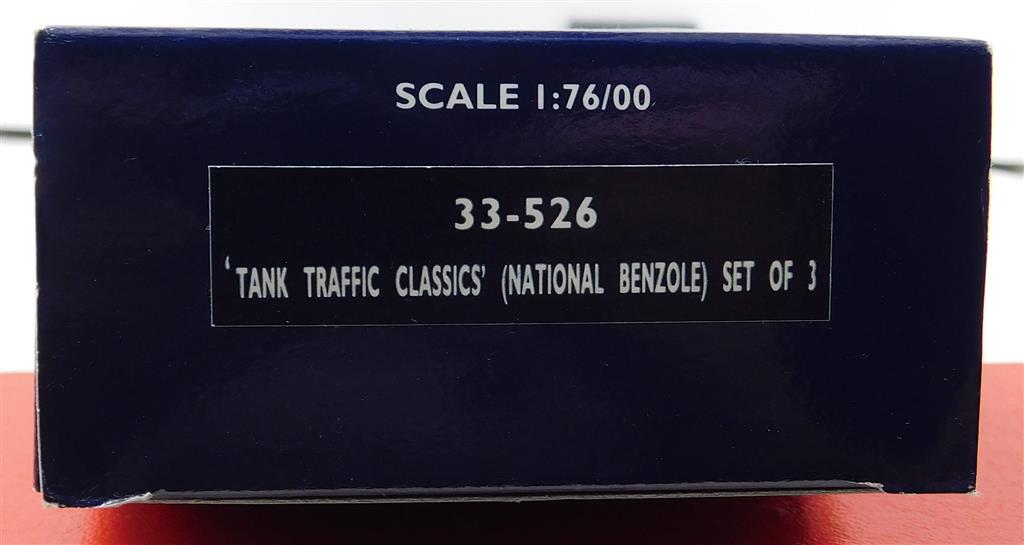 SCALE 1:76/00
33-526
'TANK TRAFFIC CLASSICS' (NATIONAL BENZOLE) SET OF 3